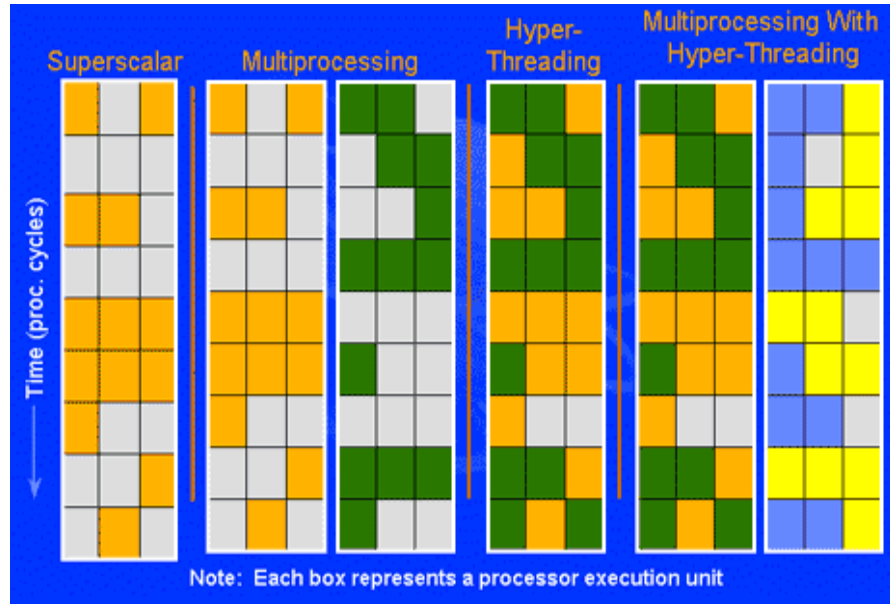 Superscalar
Multiprocessing
Hyper-
Threading
Multiprocessing With
Hyper-Threading
Time (proc. cycles)
Note: Each box represents a processor execution unit